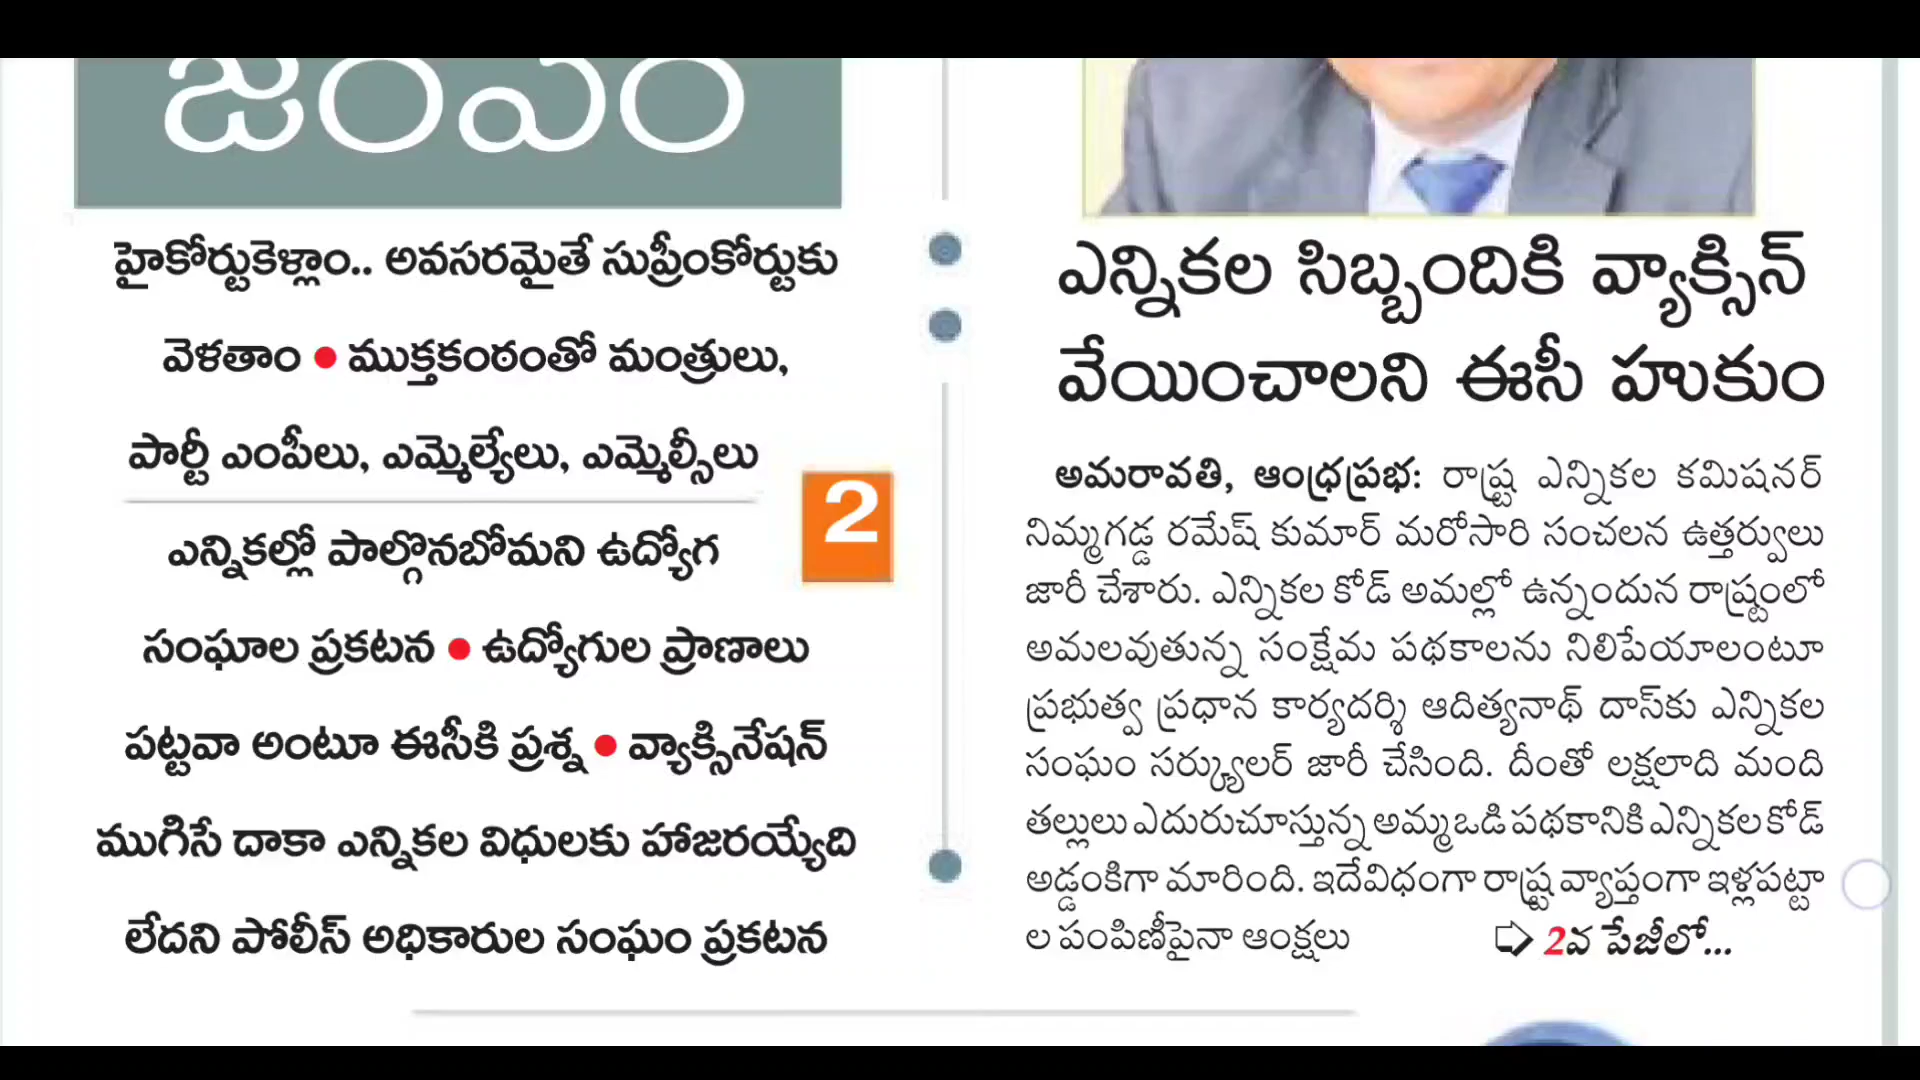 హైకోర్టుకెళ్లాం.. అవసరమైతే సుప్రీంకోర్టుకు
వెళతాం ● ముక్తకంఠంతో మంత్రులు,
పార్టీ ఎంపీలు, ఎమ్మెల్యేలు, ఎమ్మెల్సీలు
2
ఎన్నికల్లో పాల్గొనబోమని ఉద్యోగ
సంఘాల ప్రకటన ● ఉద్యోగుల ప్రాణాలు
పట్టవా అంటూ ఈసీకి ప్రశ్న ● వ్యాక్సినేషన్
ముగిసే దాకా ఎన్నికల విధులకు హాజరయ్యేది
లేదని పోలీస్ అధికారుల సంఘం ప్రకటన
ఎన్నికల సిబ్బందికి వ్యాక్సిన్
వేయించాలని ఈసీ హుకుం
అమరావతి, ఆంధ్రప్రభ: రాష్ట్ర ఎన్నికల కమిషనర్
నిమ్మగడ్డ రమేష్ కుమార్ మరోసారి సంచలన ఉత్తర్వులు
జారీ చేశారు. ఎన్నికల కోడ్ అమల్లో ఉన్నందున రాష్ట్రంలో
అమలవుతున్న సంక్షేమ పథకాలను నిలిపేయాలంటూ
ప్రభుత్వ ప్రధాన కార్యదర్శి ఆదిత్యనాథ్ దాస్‌కు ఎన్నికల
సంఘం సర్క్యులర్ జారీ చేసింది. దీంతో లక్షలాది మంది
తల్లులు ఎదురుచూస్తున్న అమ్మఒడి పథకానికి ఎన్నికల కోడ్
అడ్డంకిగా మారింది. ఇదేవిధంగా రాష్ట్ర వ్యాప్తంగా ఇళ్లపట్టా
ల పంపిణీపైనా ఆంక్షలు ➩ 2వ పేజీలో...